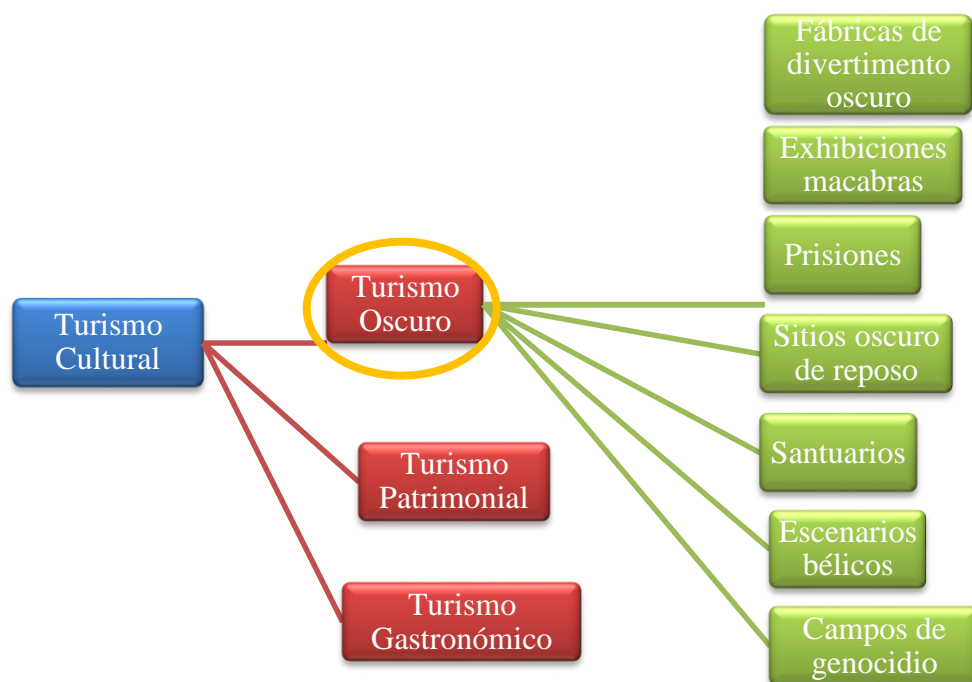 Turismo
Cultural
Turismo
Oscuro
Turismo
Patrimonial
Turismo
Gastronómico
Fábricas de
divertimento
oscuro
Exhibiciones
macabras
Prisiones
Sitios oscuro
de reposo
Santuarios
Escenarios
bélicos
Campos de
genocidio